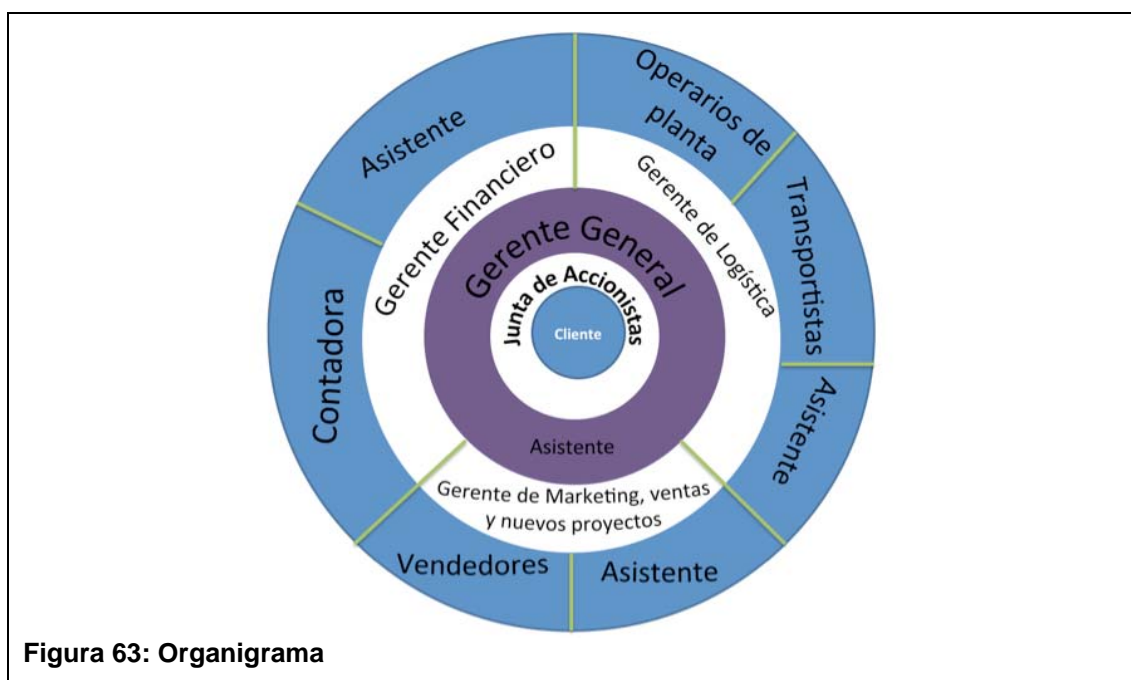 Operarios de
planta
Asistente
Gerente Financiero
Gerente de Logística
Transportistas
Gerente General
Junta de Accionistas
Cliente
Contadora
Asistente
Asistente
Gerente de Marketing, ventas
y nuevos proyectos
Vendedores
Asistente
Figura 63: Organigrama